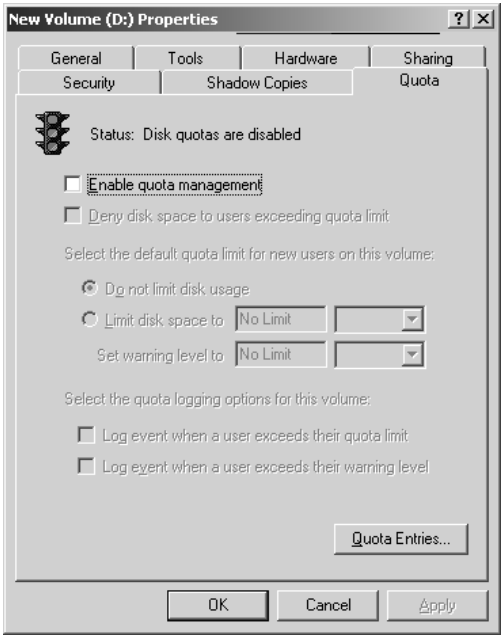 New Volume (D:) Properties
General Tools Hardware Sharing
Security Shadow Copies Quota
Status: Disk quotas are disabled
Enable quota management
Deny disk space to users exceeding quota limit
Select the default quota limit for new users on this volume:
Do not limit disk usage
Limit disk space to No Limit
Set warning level to No Limit
Select the quota logging options for this volume:
Log event when a user exceeds their quota limit
Log event when a user exceeds their warning level
Quota Entries...
OK Cancel Apply